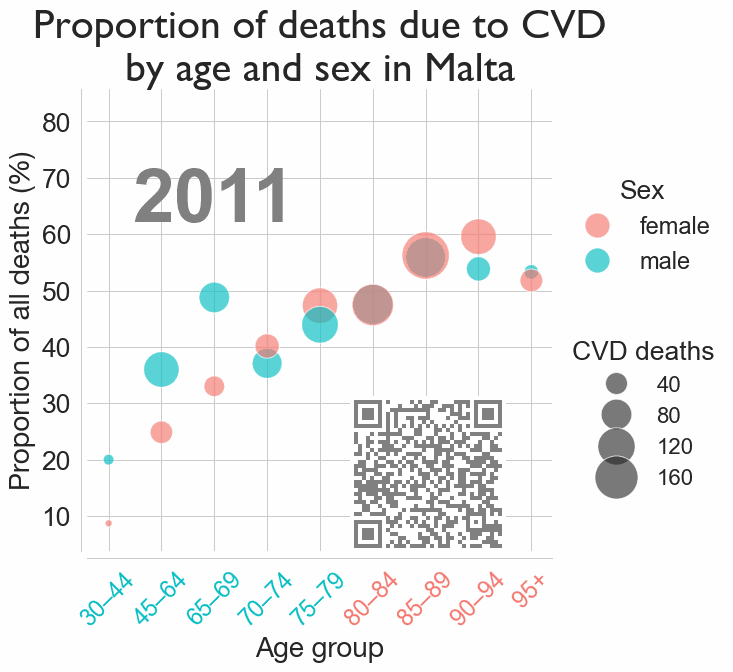 Proportion of deaths due to CVD
by age and sex in Malta
Proportion of all deaths (%)
80
70
60
50
40
30
20
10
2011
30–44
45–64
65–69
70–74
75–79
80–84
85–89
90–94
95+
Age group
Sex
female
male
CVD deaths
40
80
120
160